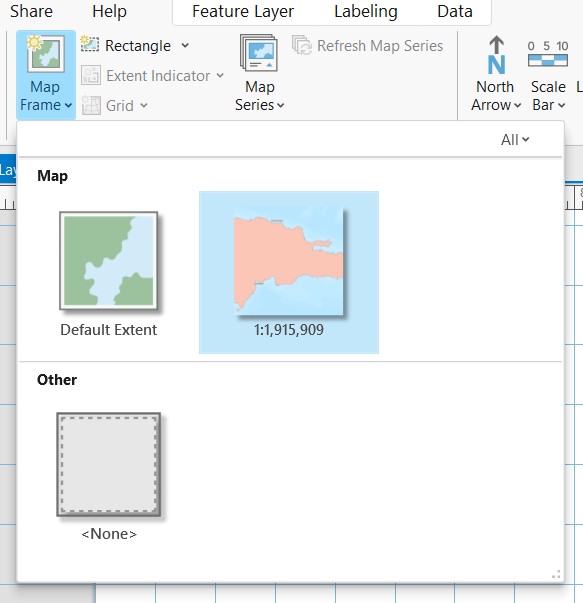 Share Help Feature Layer Labeling Data
Rectangle
Refresh Map Series
0 5 10
Extent Indicator
Map
Frame
Grid
Map
Series
North
Arrow
Scale
Bar
N
All
Map
Default Extent 1:1,915,909
Other
<None>